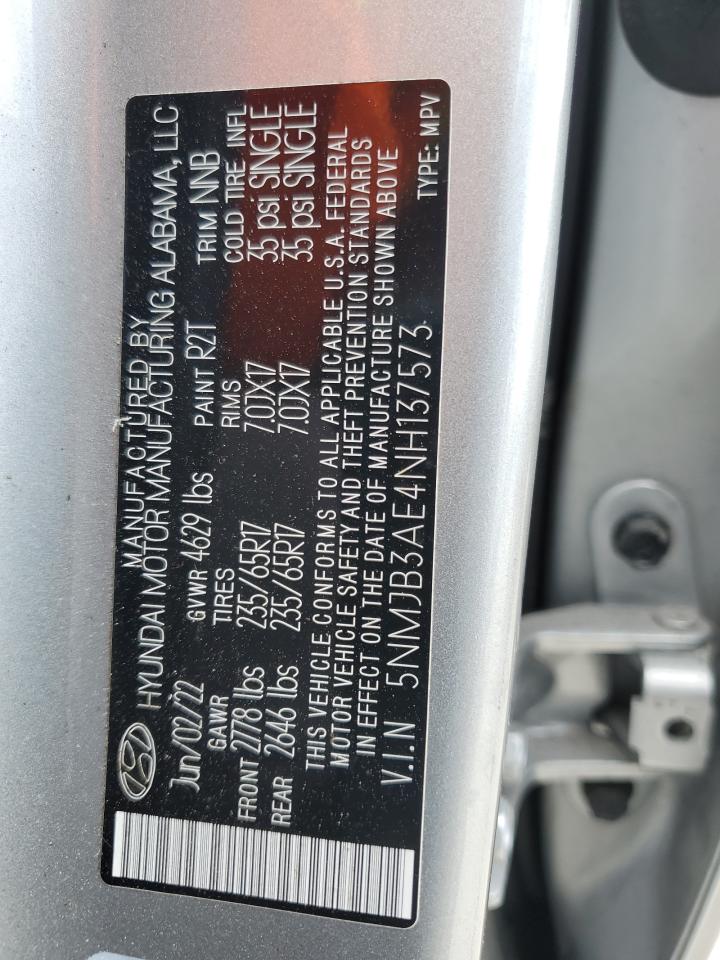 MANUFACTURED BY
HYUNDAI MOTOR MANUFACTURING ALABAMA, LLC
Jun/02/22 GVWR 4629 lbs PAINT R2T TRIM NNB
GAWR TIRES RIMS COLD TIRE INFL
FRONT 2778 lbs 235/65R17 7.0JX17 35 psi SINGLE
REAR 2646 lbs 235/65R17 7.0JX17 35 psi SINGLE
THIS VEHICLE CONFORMS TO ALL APPLICABLE U.S.A. FEDERAL
MOTOR VEHICLE SAFETY AND THEFT PREVENTION STANDARDS
IN EFFECT ON THE DATE OF MANUFACTURE SHOWN ABOVE
V.I.N 5NMJB3AE4NH137573 TYPE: MPV